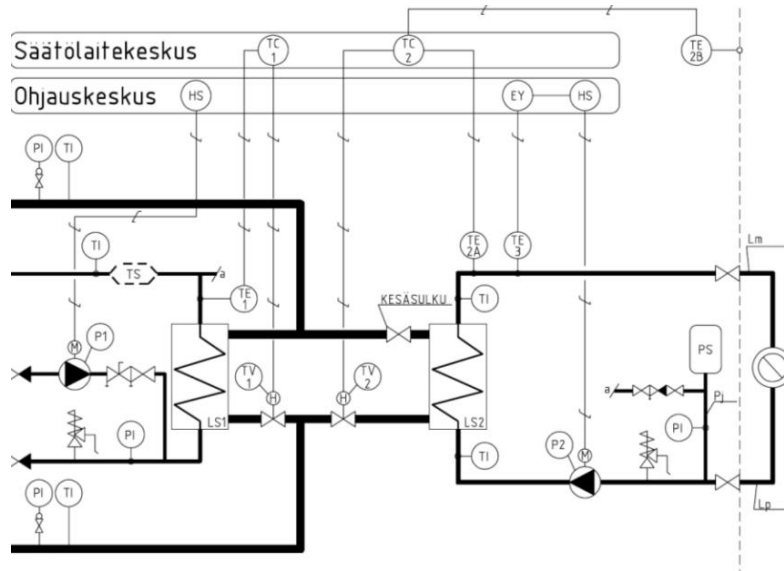 Säätölaitekeskus
TC 1
TC 2
TE 2B
Ohjauskeskus
HS
EY
HS
PI
TI
TI
TS
a
TE 1
TE 2A
TE 3
Lm
TI
KESÄSULKU
M
P1
TV 1
TV 2
H
H
LS1
LS2
PS
a
Pj
PI
PI
TI
P2
M
PI
TI
Lp